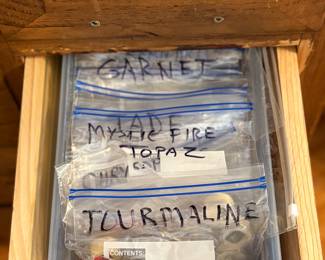 GARNET
JADE
MYSTIC FIRE
TOPAZ
TOURMALINE
CONTENTS: